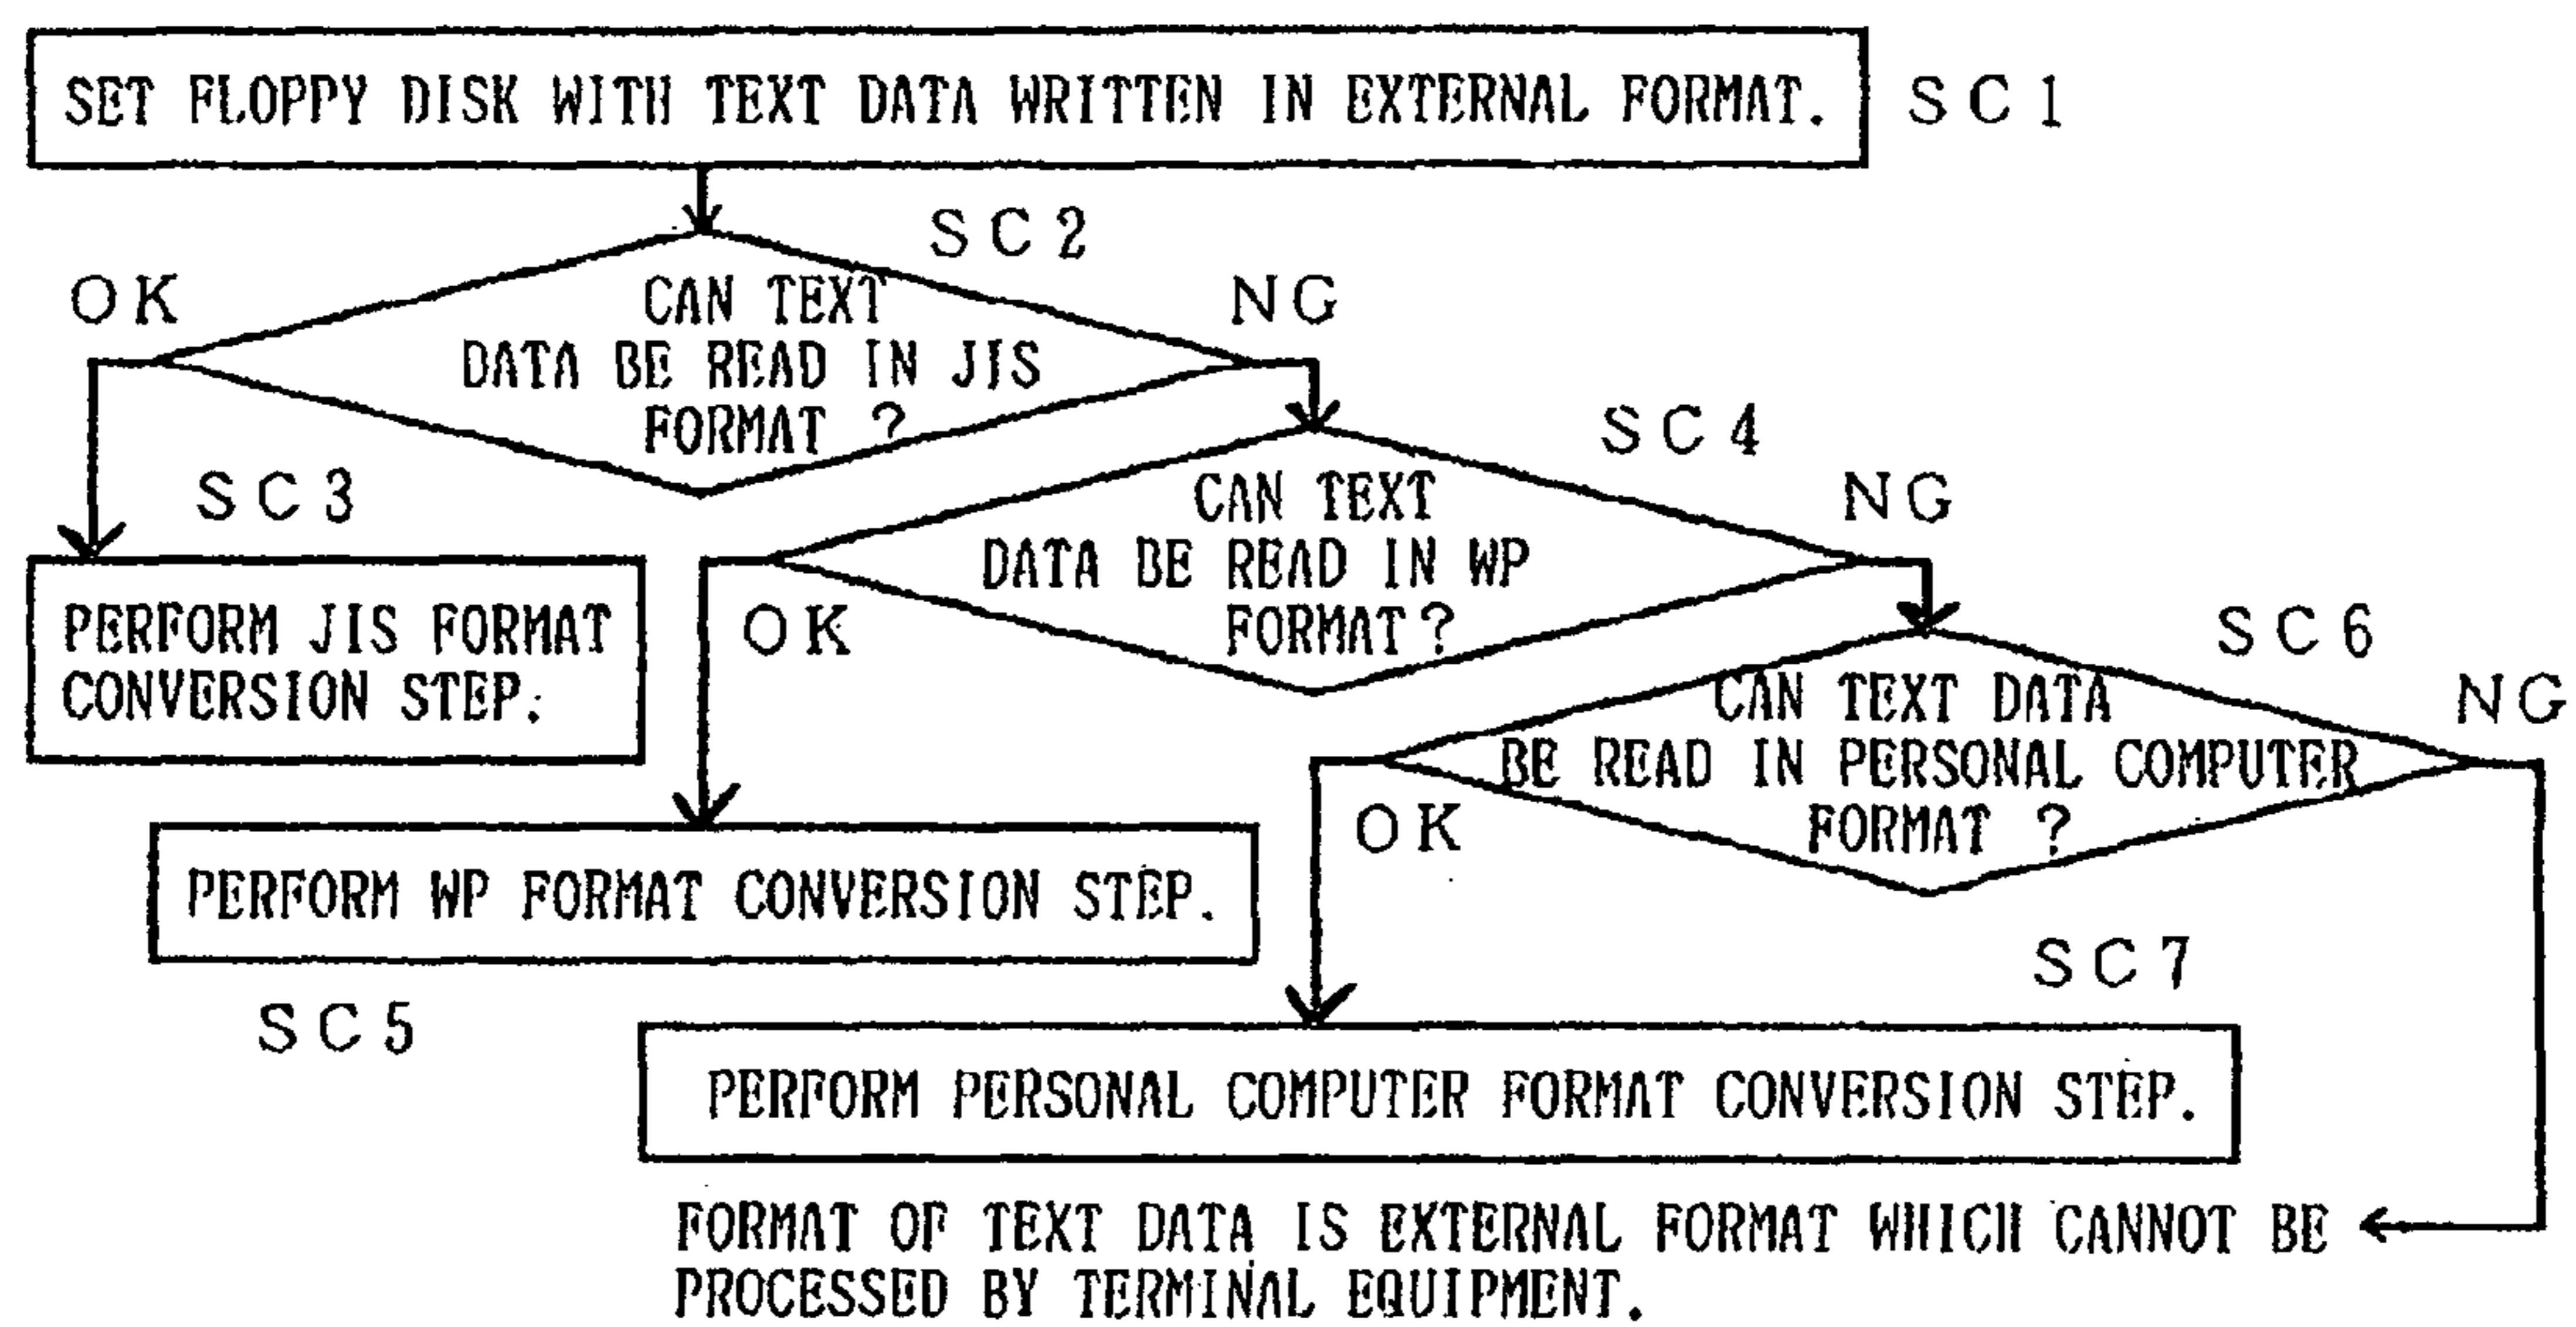 SET FLOPPY DISK WITH TEXT DATA WRITTEN IN EXTERNAL FORMAT.
SC1
SC2
OK
NG
CAN TEXT
DATA BE READ IN JIS
FORMAT ?
SC3
SC4
NG
CAN TEXT
DATA BE READ IN WP
FORMAT?
OK
PERFORM JIS FORMAT
CONVERSION STEP.
SC6
NG
CAN TEXT DATA
BE READ IN PERSONAL COMPUTER
FORMAT ?
OK
PERFORM WP FORMAT CONVERSION STEP.
SC5
SC7
PERFORM PERSONAL COMPUTER FORMAT CONVERSION STEP.
FORMAT OF TEXT DATA IS EXTERNAL FORMAT WHICH CANNOT BE
PROCESSED BY TERMINAL EQUIPMENT.